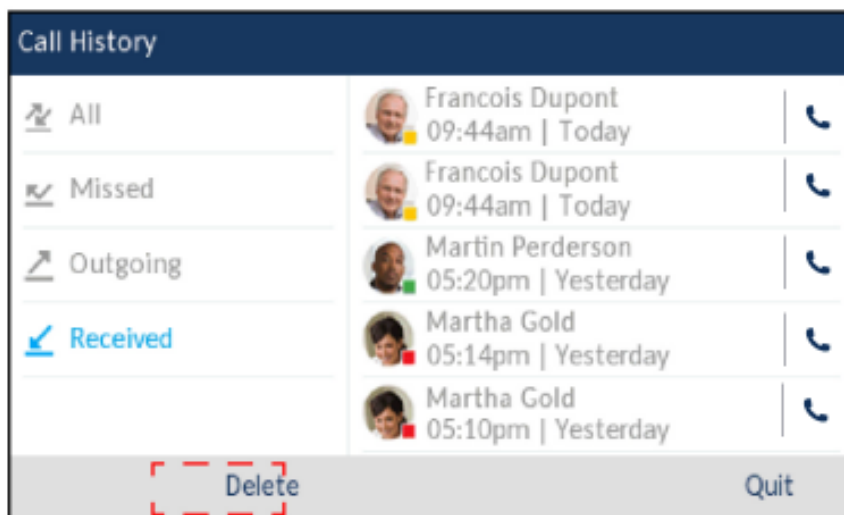 Call History
All
Missed
Outgoing
Received
Francois Dupont
09:44am | Today
Francois Dupont
09:44am | Today
Martin Perderson
05:20pm | Yesterday
Martha Gold
05:14pm | Yesterday
Martha Gold
05:10pm | Yesterday
Delete
Quit